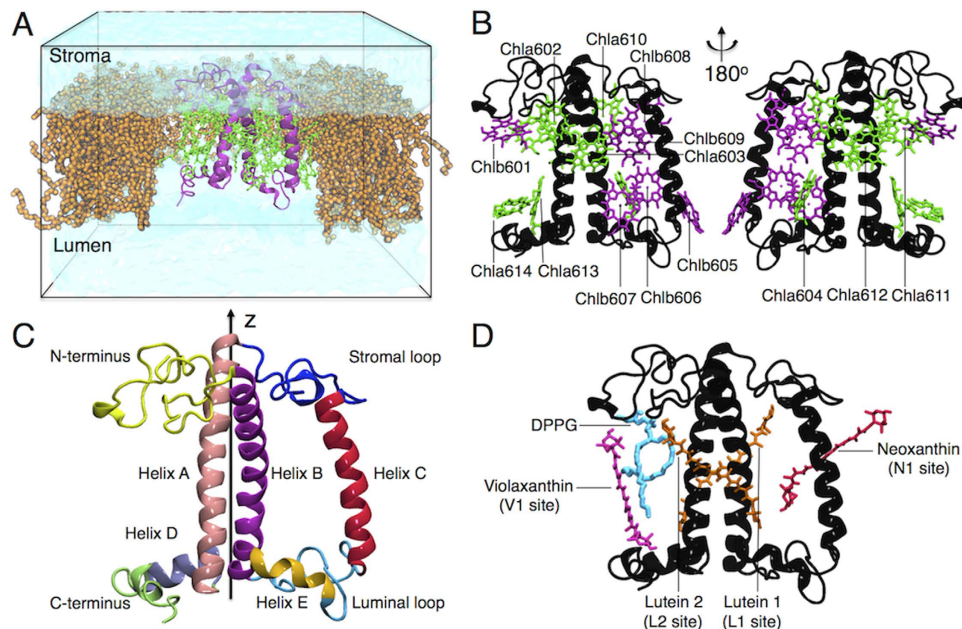 A
Stroma
Lumen
B
Chla602
Chla610
Chlb608
180º
Chlb609
Chla603
Chlb601
Chla614
Chla613
Chlb605
Chlb607
Chlb606
Chla604
Chla612
Chla611
C
z
N-terminus
Stromal loop
Helix A
Helix B
Helix C
Helix D
C-terminus
Helix E
Luminal loop
D
DPPG
Violaxanthin
(V1 site)
Neoxanthin
(N1 site)
Lutein 2
(L2 site)
Lutein 1
(L1 site)